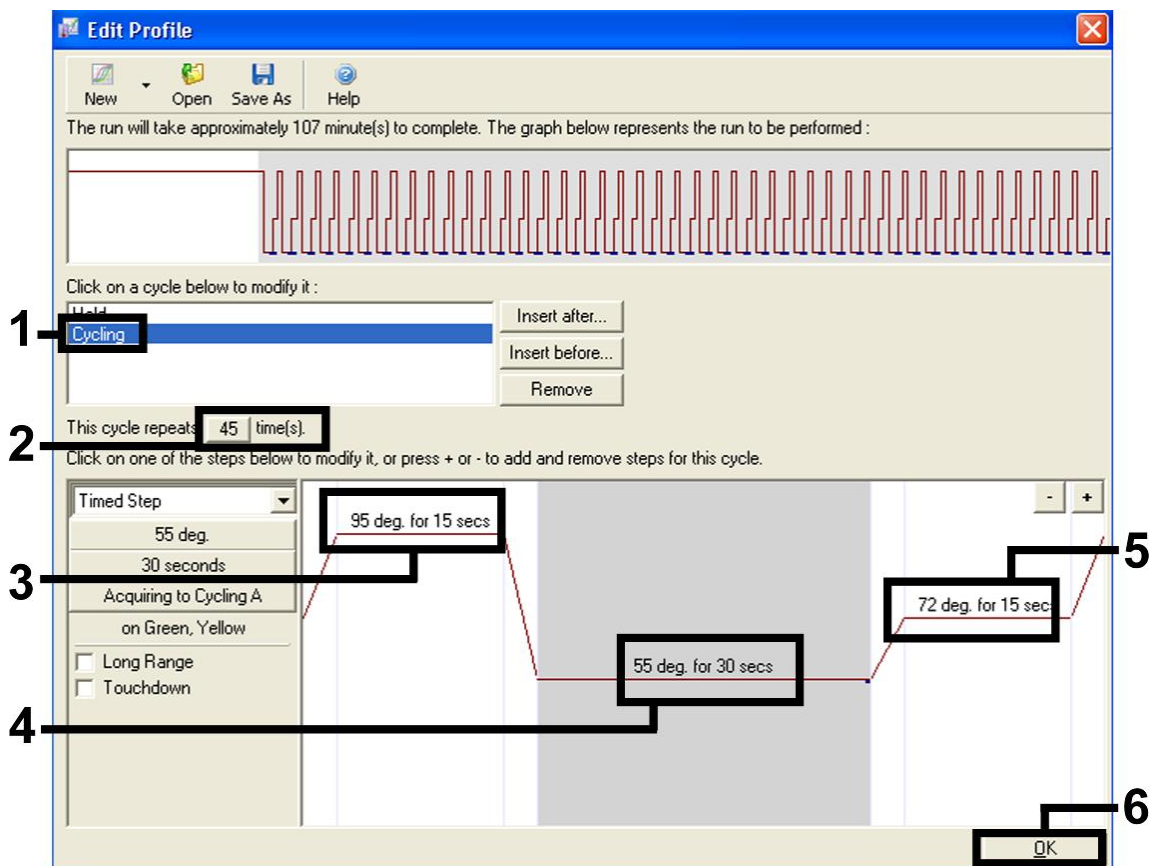 Edit Profile
New Open Save As Help
The run will take approximately 107 minute(s) to complete. The graph below represents the run to be performed :
Click on a cycle below to modify it :
Hold
1 Cycling
Insert after...
Insert before...
Remove
2 This cycle repeats 45 time(s).
Click on one of the steps below to modify it, or press + or - to add and remove steps for this cycle.
Timed Step
- +
55 deg.
30 seconds
Acquiring to Cycling A
on Green, Yellow
Long Range
Touchdown
3 95 deg. for 15 secs
4 55 deg. for 30 secs
5 72 deg. for 15 sec
6 OK